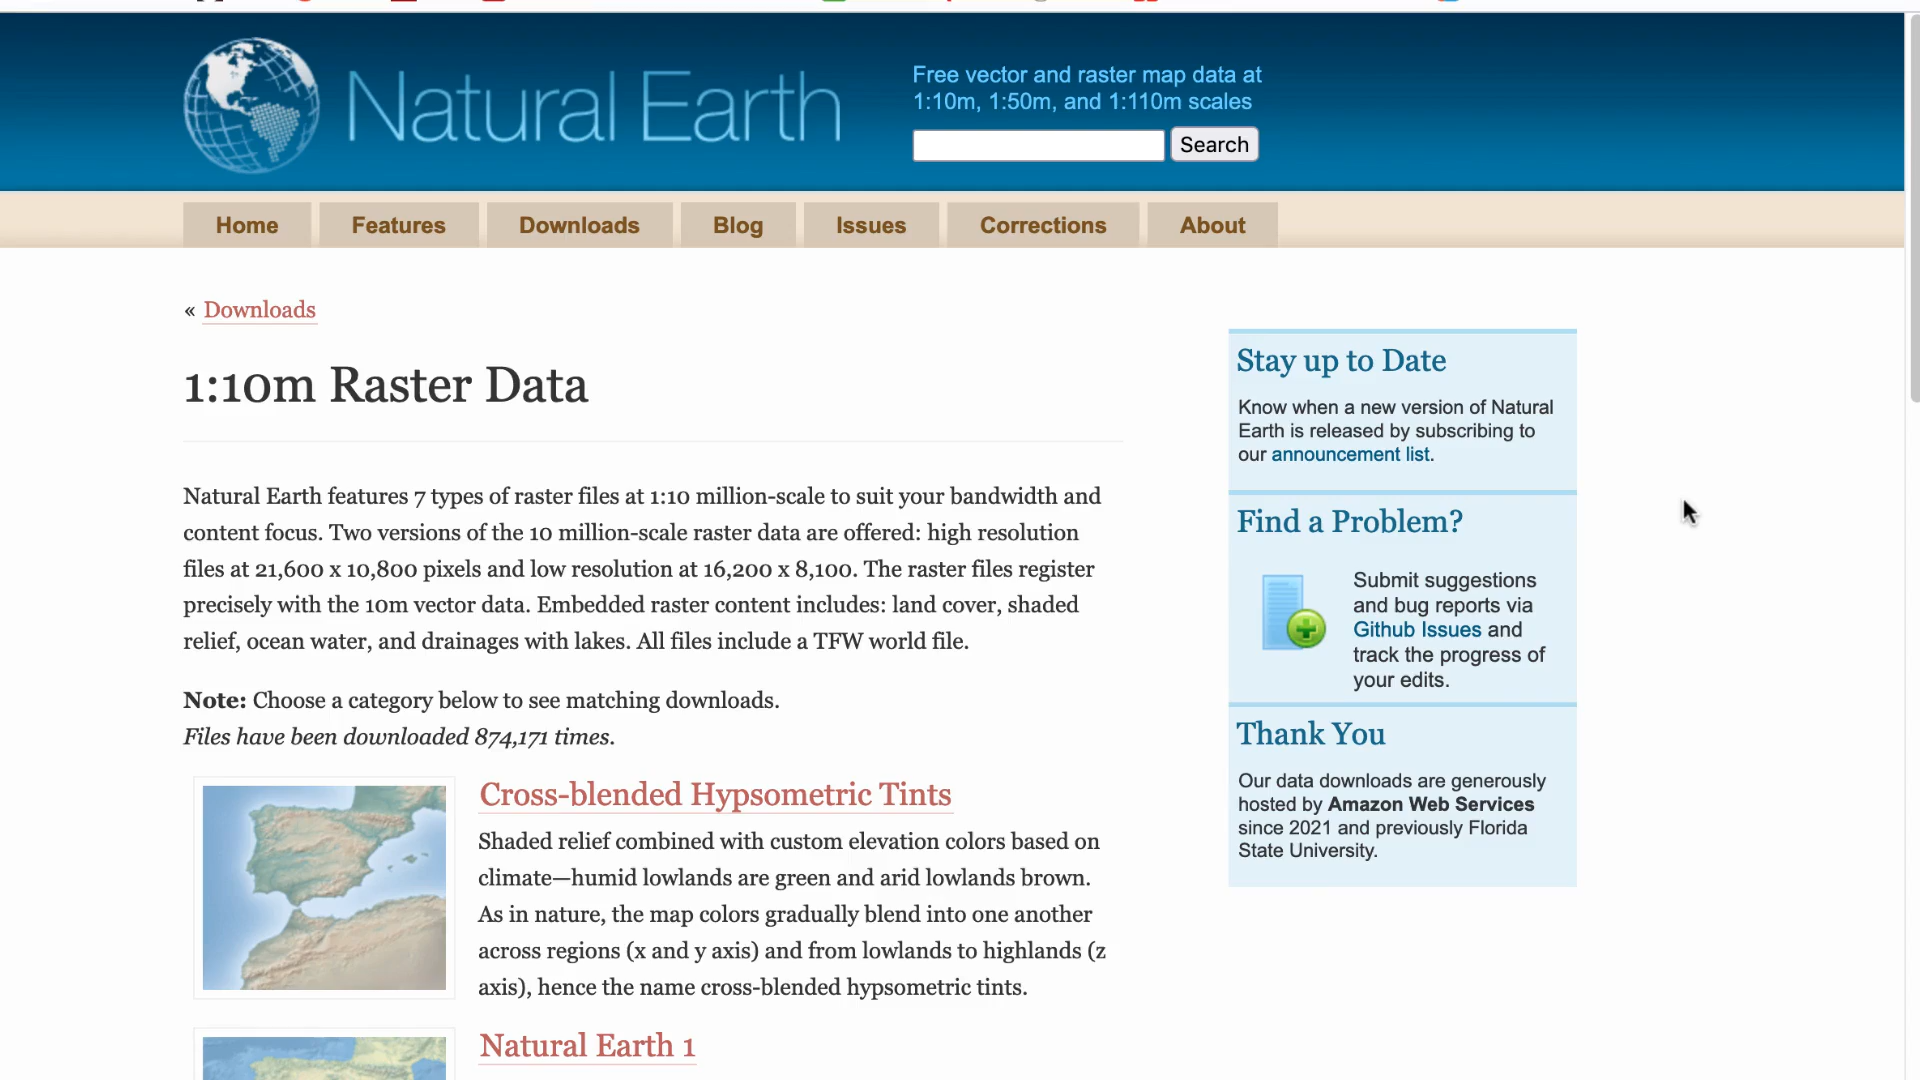 Natural Earth
Free vector and raster map data at
1:10m, 1:50m, and 1:110m scales
Search
Home
Features
Downloads
Blog
Issues
Corrections
About
« Downloads
1:10m Raster Data
Natural Earth features 7 types of raster files at 1:10 million-scale to suit your bandwidth and
content focus. Two versions of the 10 million-scale raster data are offered: high resolution
files at 21,600 x 10,800 pixels and low resolution at 16,200 x 8,100. The raster files register
precisely with the 10m vector data. Embedded raster content includes: land cover, shaded
relief, ocean water, and drainages with lakes. All files include a TFW world file.
Note: Choose a category below to see matching downloads.
Files have been downloaded 874,171 times.
Cross-blended Hypsometric Tints
Shaded relief combined with custom elevation colors based on
climate—humid lowlands are green and arid lowlands brown.
As in nature, the map colors gradually blend into one another
across regions (x and y axis) and from lowlands to highlands (z
axis), hence the name cross-blended hypsometric tints.
Natural Earth 1
Stay up to Date
Know when a new version of Natural
Earth is released by subscribing to
our announcement list.
Find a Problem?
Submit suggestions
and bug reports via
Github Issues and
track the progress of
your edits.
Thank You
Our data downloads are generously
hosted by Amazon Web Services
since 2021 and previously Florida
State University.